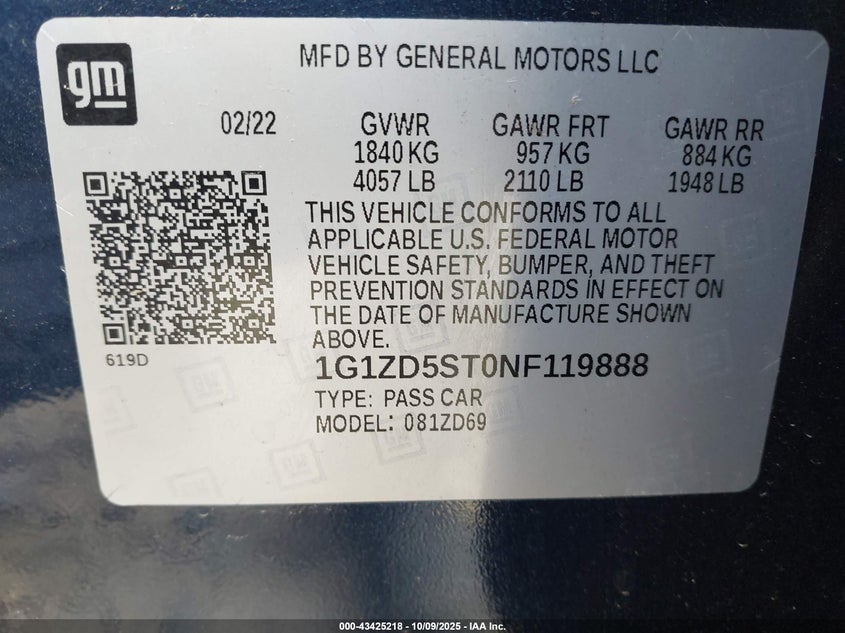 gm
MFD BY GENERAL MOTORS LLC
02/22
GVWR
1840 KG
4057 LB
GAWR FRT
957 KG
2110 LB
GAWR RR
884 KG
1948 LB
THIS VEHICLE CONFORMS TO ALL
APPLICABLE U.S. FEDERAL MOTOR
VEHICLE SAFETY, BUMPER, AND THEFT
PREVENTION STANDARDS IN EFFECT ON
THE DATE OF MANUFACTURE SHOWN
ABOVE.
619D
1G1ZD5ST0NF119888
TYPE: PASS CAR
MODEL: 081ZD69
000-43425218 - 10/09/2025 - IAA Inc.